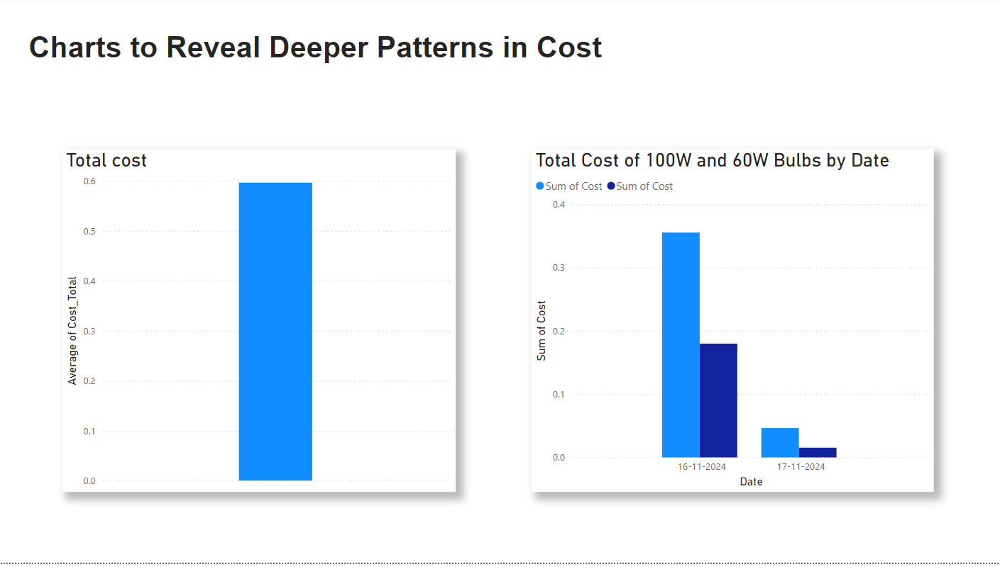 Charts to Reveal Deeper Patterns in Cost
Total cost
0.6
0.5
0.4
0.3
0.2
0.1
0.0
Average of Cost_Total
Total Cost of 100W and 60W Bulbs by Date
Sum of Cost Sum of Cost
0.4
0.3
0.2
0.1
0.0
Sum of Cost
16-11-2024 17-11-2024
Date